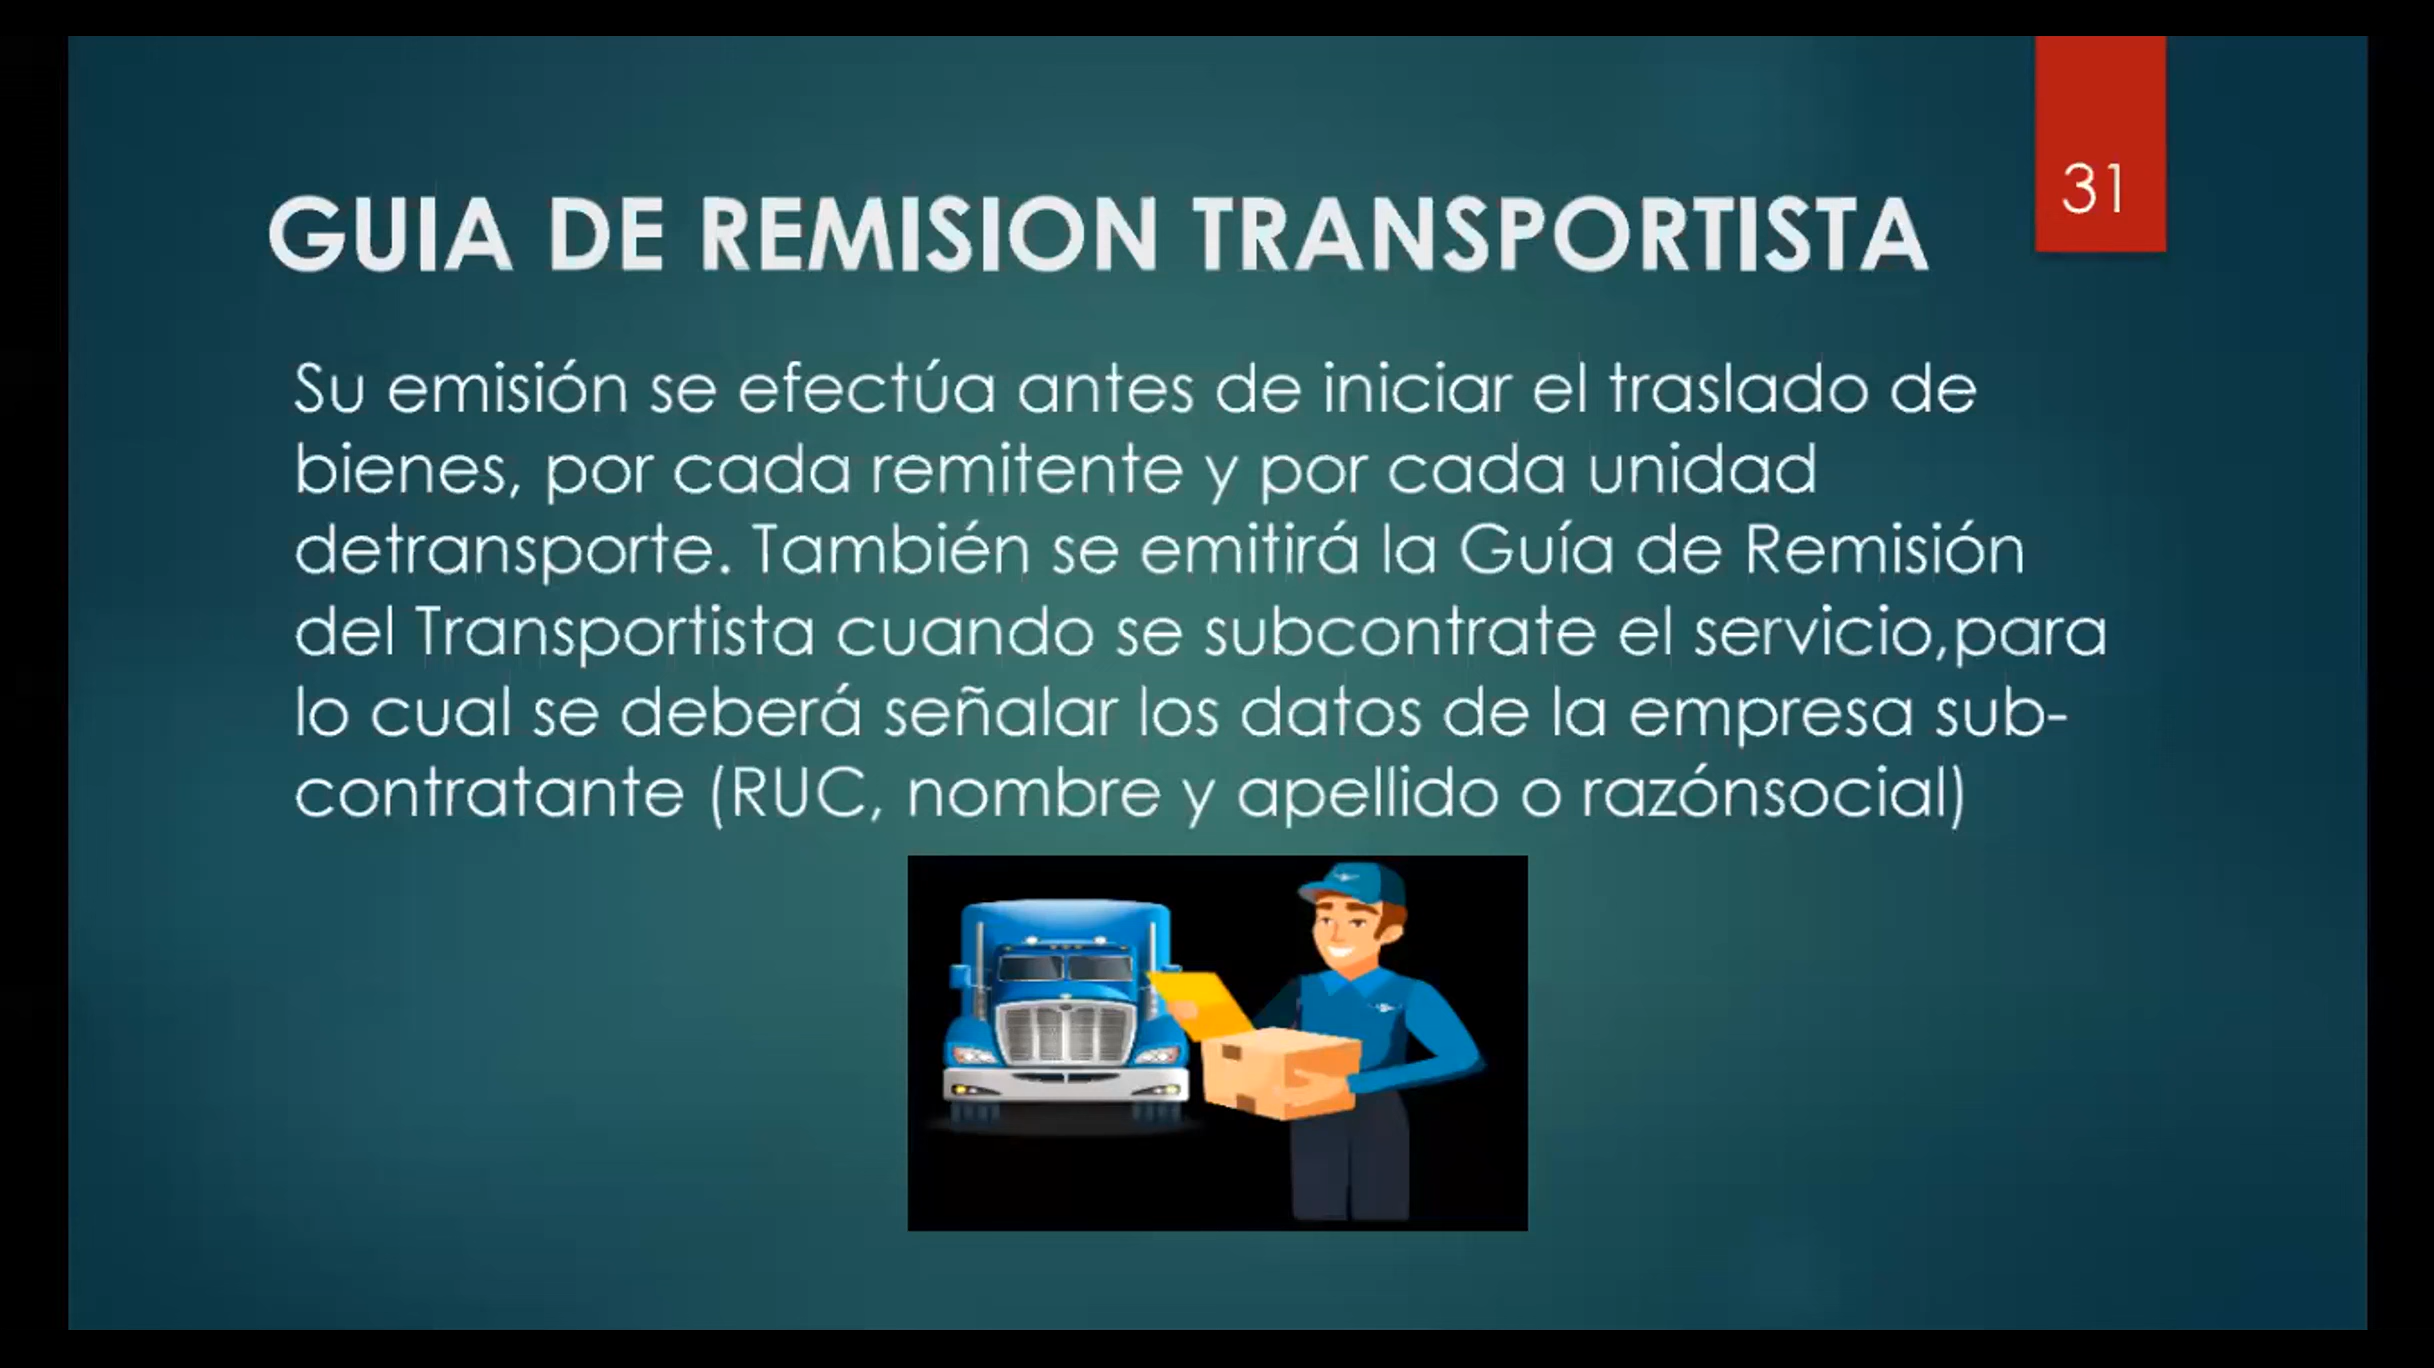 31
GUIA DE REMISION TRANSPORTISTA
Su emisión se efectúa antes de iniciar el traslado de
bienes, por cada remitente y por cada unidad
detransporte. También se emitirá la Guía de Remisión
del Transportista cuando se subcontrate el servicio,para
lo cual se deberá señalar los datos de la empresa sub-
contratante (RUC, nombre y apellido o razónsocial)